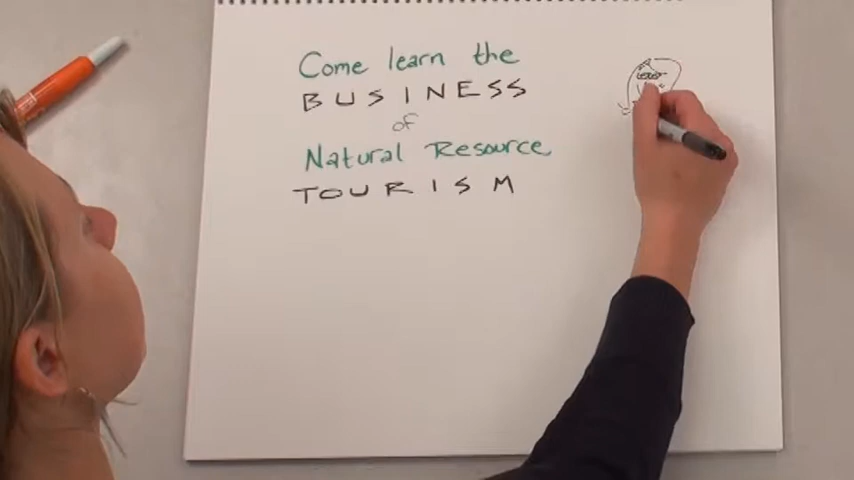 Come learn the
BUSINESS
of
Natural Resource
TOURISM